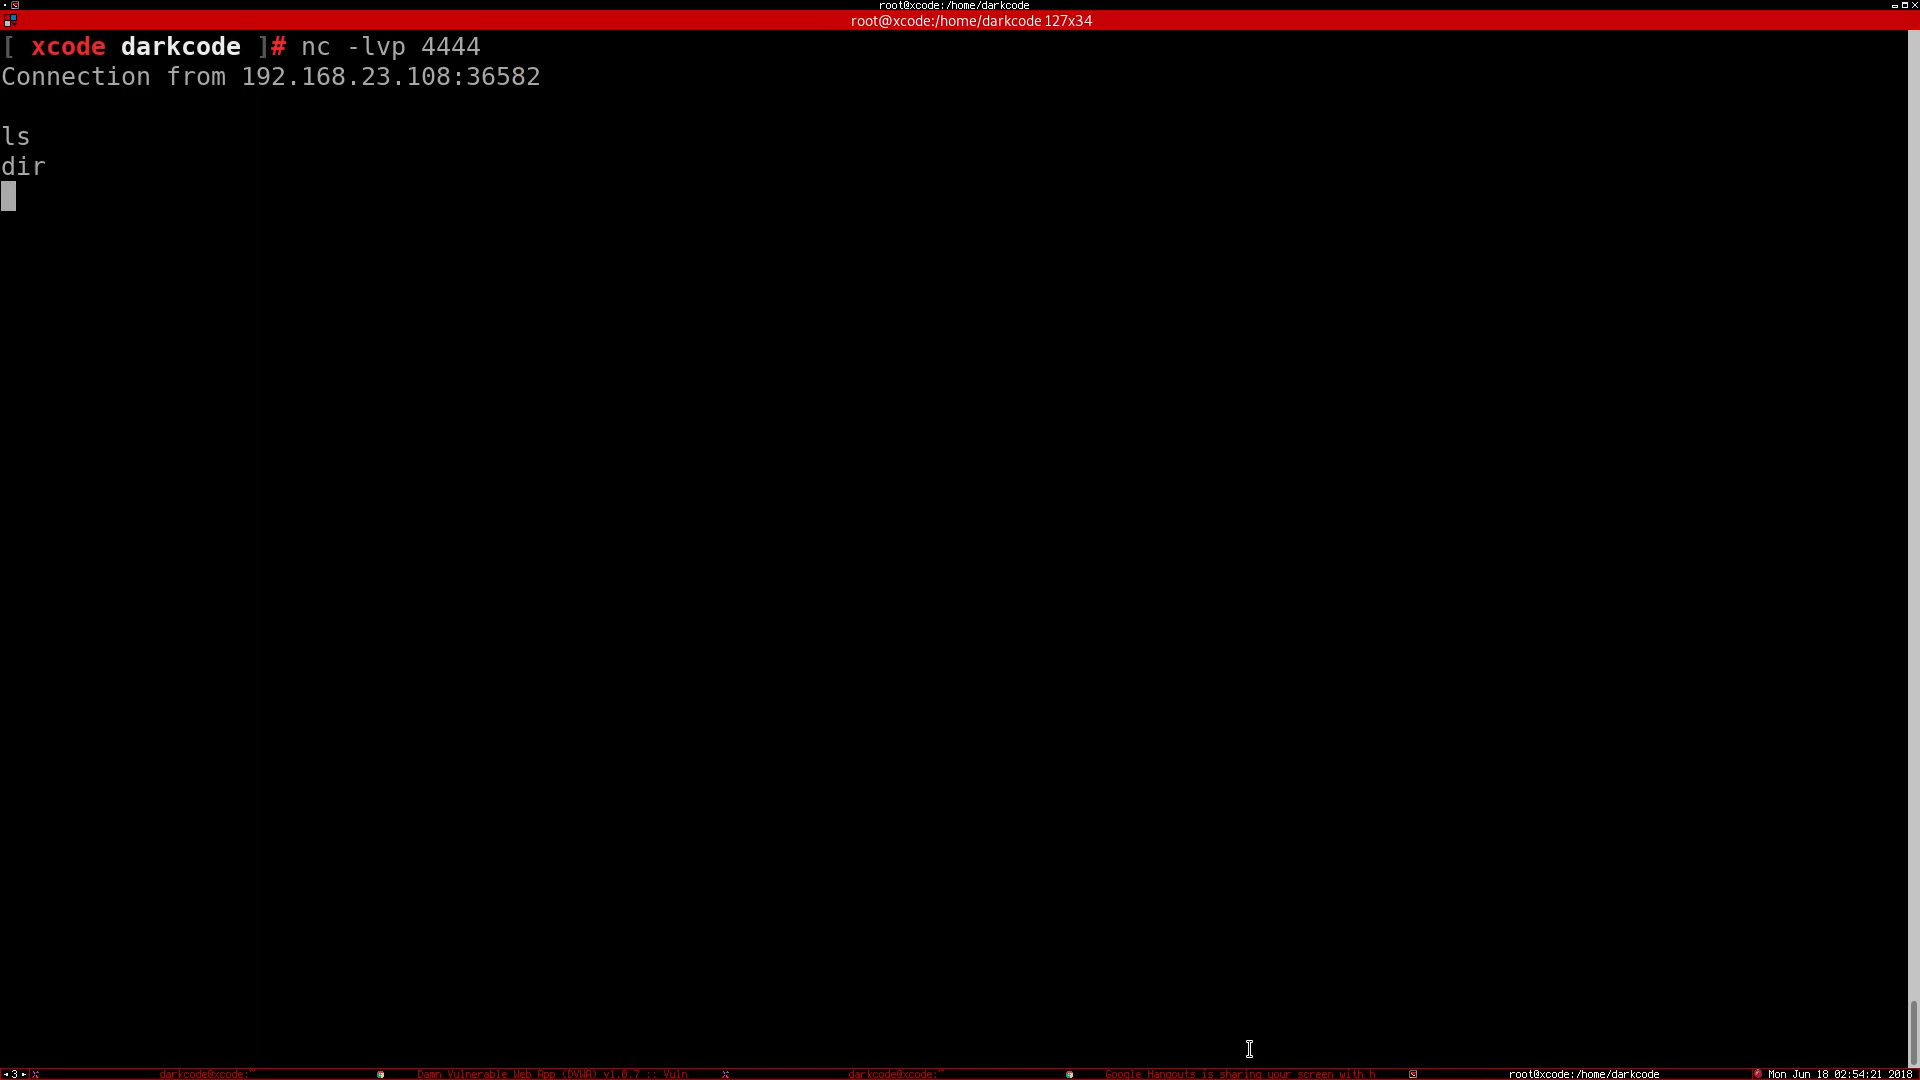 root@xcode:/home/darkcode
root@xcode:/home/darkcode 127x34
[ xcode darkcode ]# nc -lvp 4444
Connection from 192.168.23.108:36582
ls
dir
3 darkcode@xcode:~ Damn Vulnerable Web App (DVWA) v1.0.7 :: Vuln darkcode@xcode:~ Google Hangouts is sharing your screen with h root@xcode:/home/darkcode Mon Jun 18 02:54:21 2018